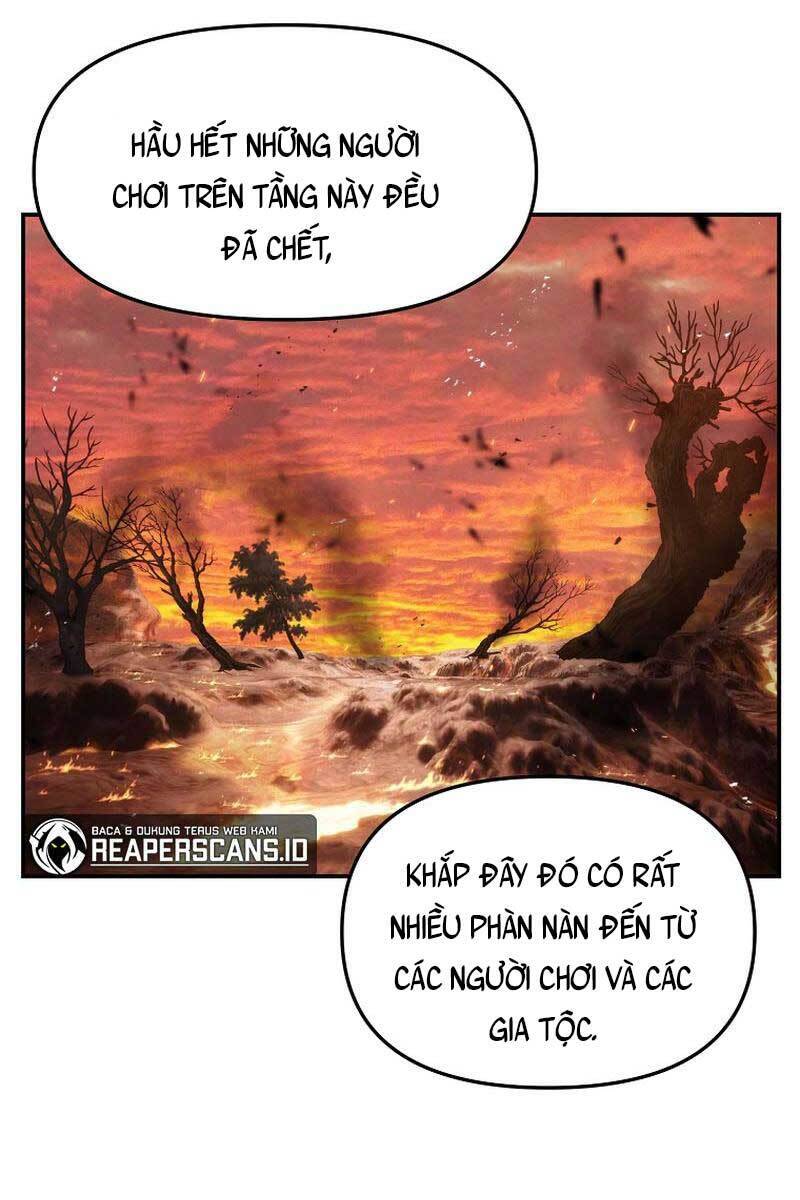 HẦU HẾT NHỮNG NGƯỜI
CHƠI TRÊN TẦNG NÀY ĐỀU
ĐÃ CHẾT,
BACA & DUKUNG TERUS WEB KAMI
REAPERSCANS.ID
KHẮP ĐÂY ĐÓ CÓ RẤT
NHIỀU PHÀN NÀN ĐẾN TỪ
CÁC NGƯỜI CHƠI VÀ CÁC
GIA TỘC.